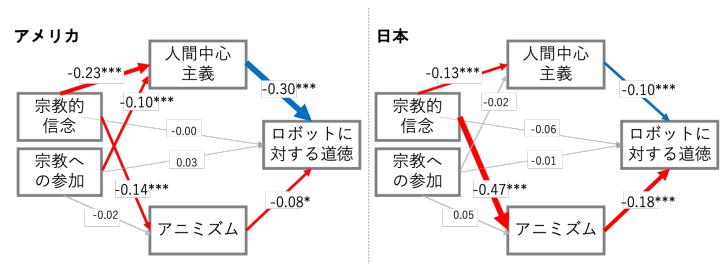 アメリカ
人間中心
主義
-0.23***
-0.10***
-0.30***
宗教的
信念
-0.00
ロボットに
対する道徳
宗教へ
の参加
0.03
-0.14***
-0.08*
-0.02
アニミズム
日本
人間中心
主義
-0.13***
-0.02
-0.10***
宗教的
信念
-0.06
ロボットに
対する道徳
宗教へ
の参加
-0.01
-0.47***
-0.18***
0.05
アニミズム